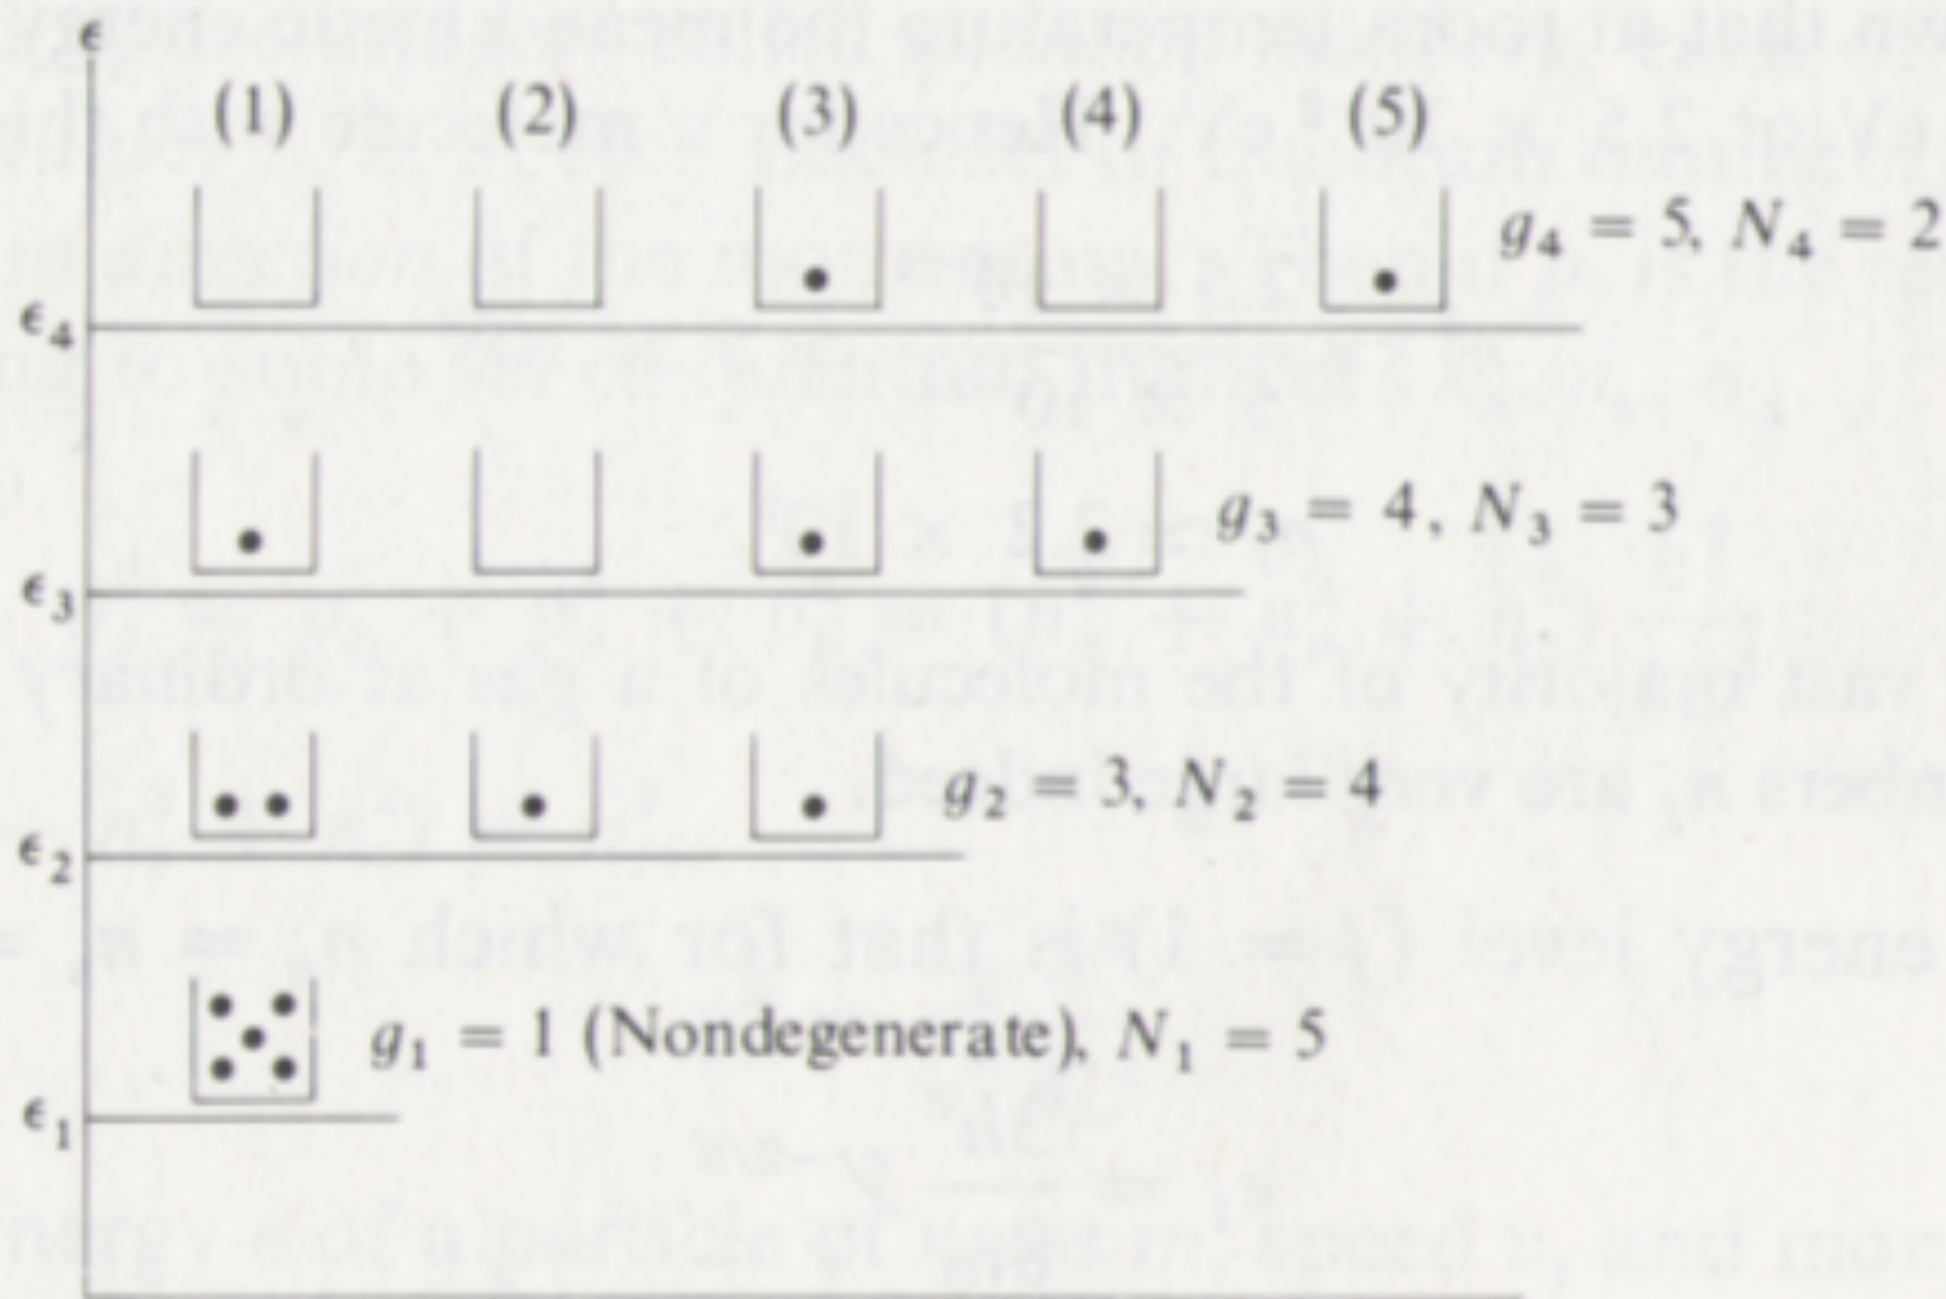 ϵ
(1) (2) (3) (4) (5)
g₄ = 5, N₄ = 2
ϵ₄
g₃ = 4, N₃ = 3
ϵ₃
g₂ = 3, N₂ = 4
ϵ₂
g₁ = 1 (Nondegenerate), N₁ = 5
ϵ₁